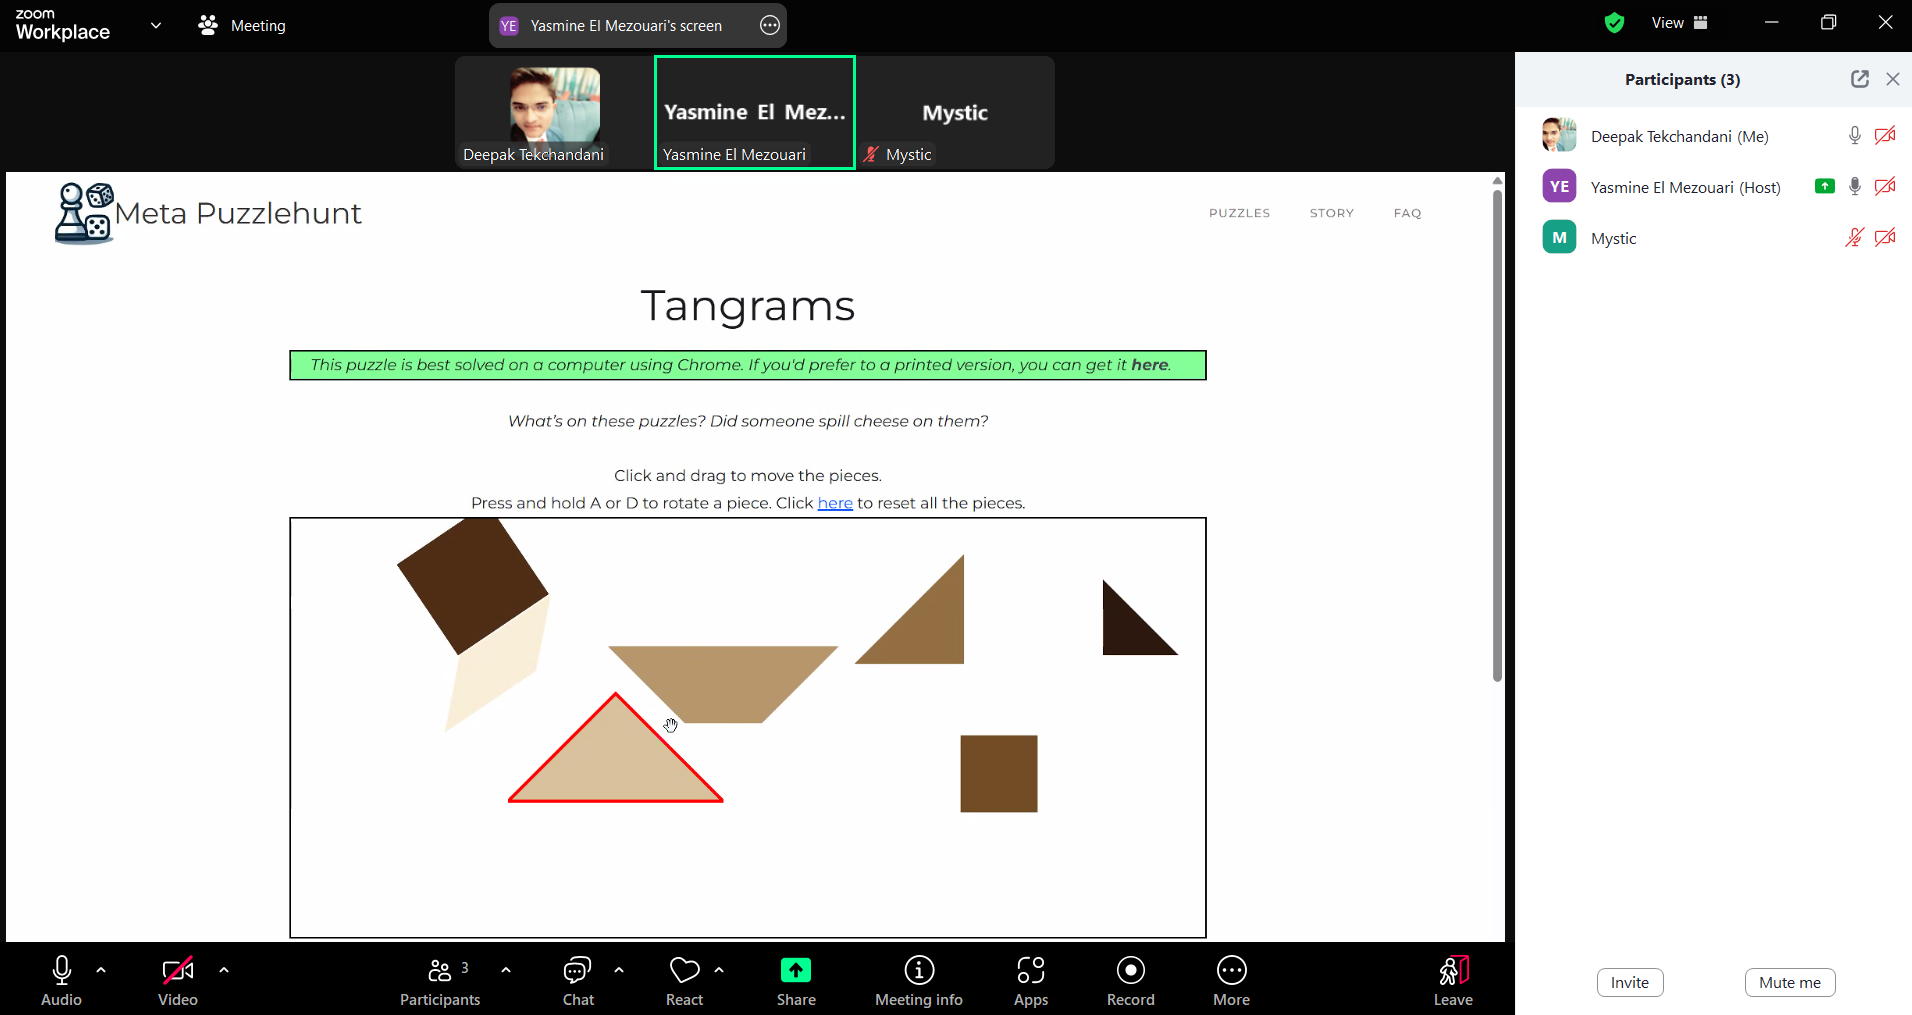 zoom
Workplace
Meeting
YE Yasmine El Mezouari's screen
View
Deepak Tekchandani
Yasmine El Mez...
Yasmine El Mezouari
Mystic
Mystic
Participants (3)
Deepak Tekchandani (Me)
YE Yasmine El Mezouari (Host)
M Mystic
Meta Puzzlehunt
PUZZLES STORY FAQ
Tangrams
This puzzle is best solved on a computer using Chrome. If you'd prefer to a printed version, you can get it here.
What's on these puzzles? Did someone spill cheese on them?
Click and drag to move the pieces.
Press and hold A or D to rotate a piece. Click here to reset all the pieces.
Audio
Video
3
Participants
Chat
React
Share
Meeting info
Apps
Record
More
Leave
Invite
Mute me